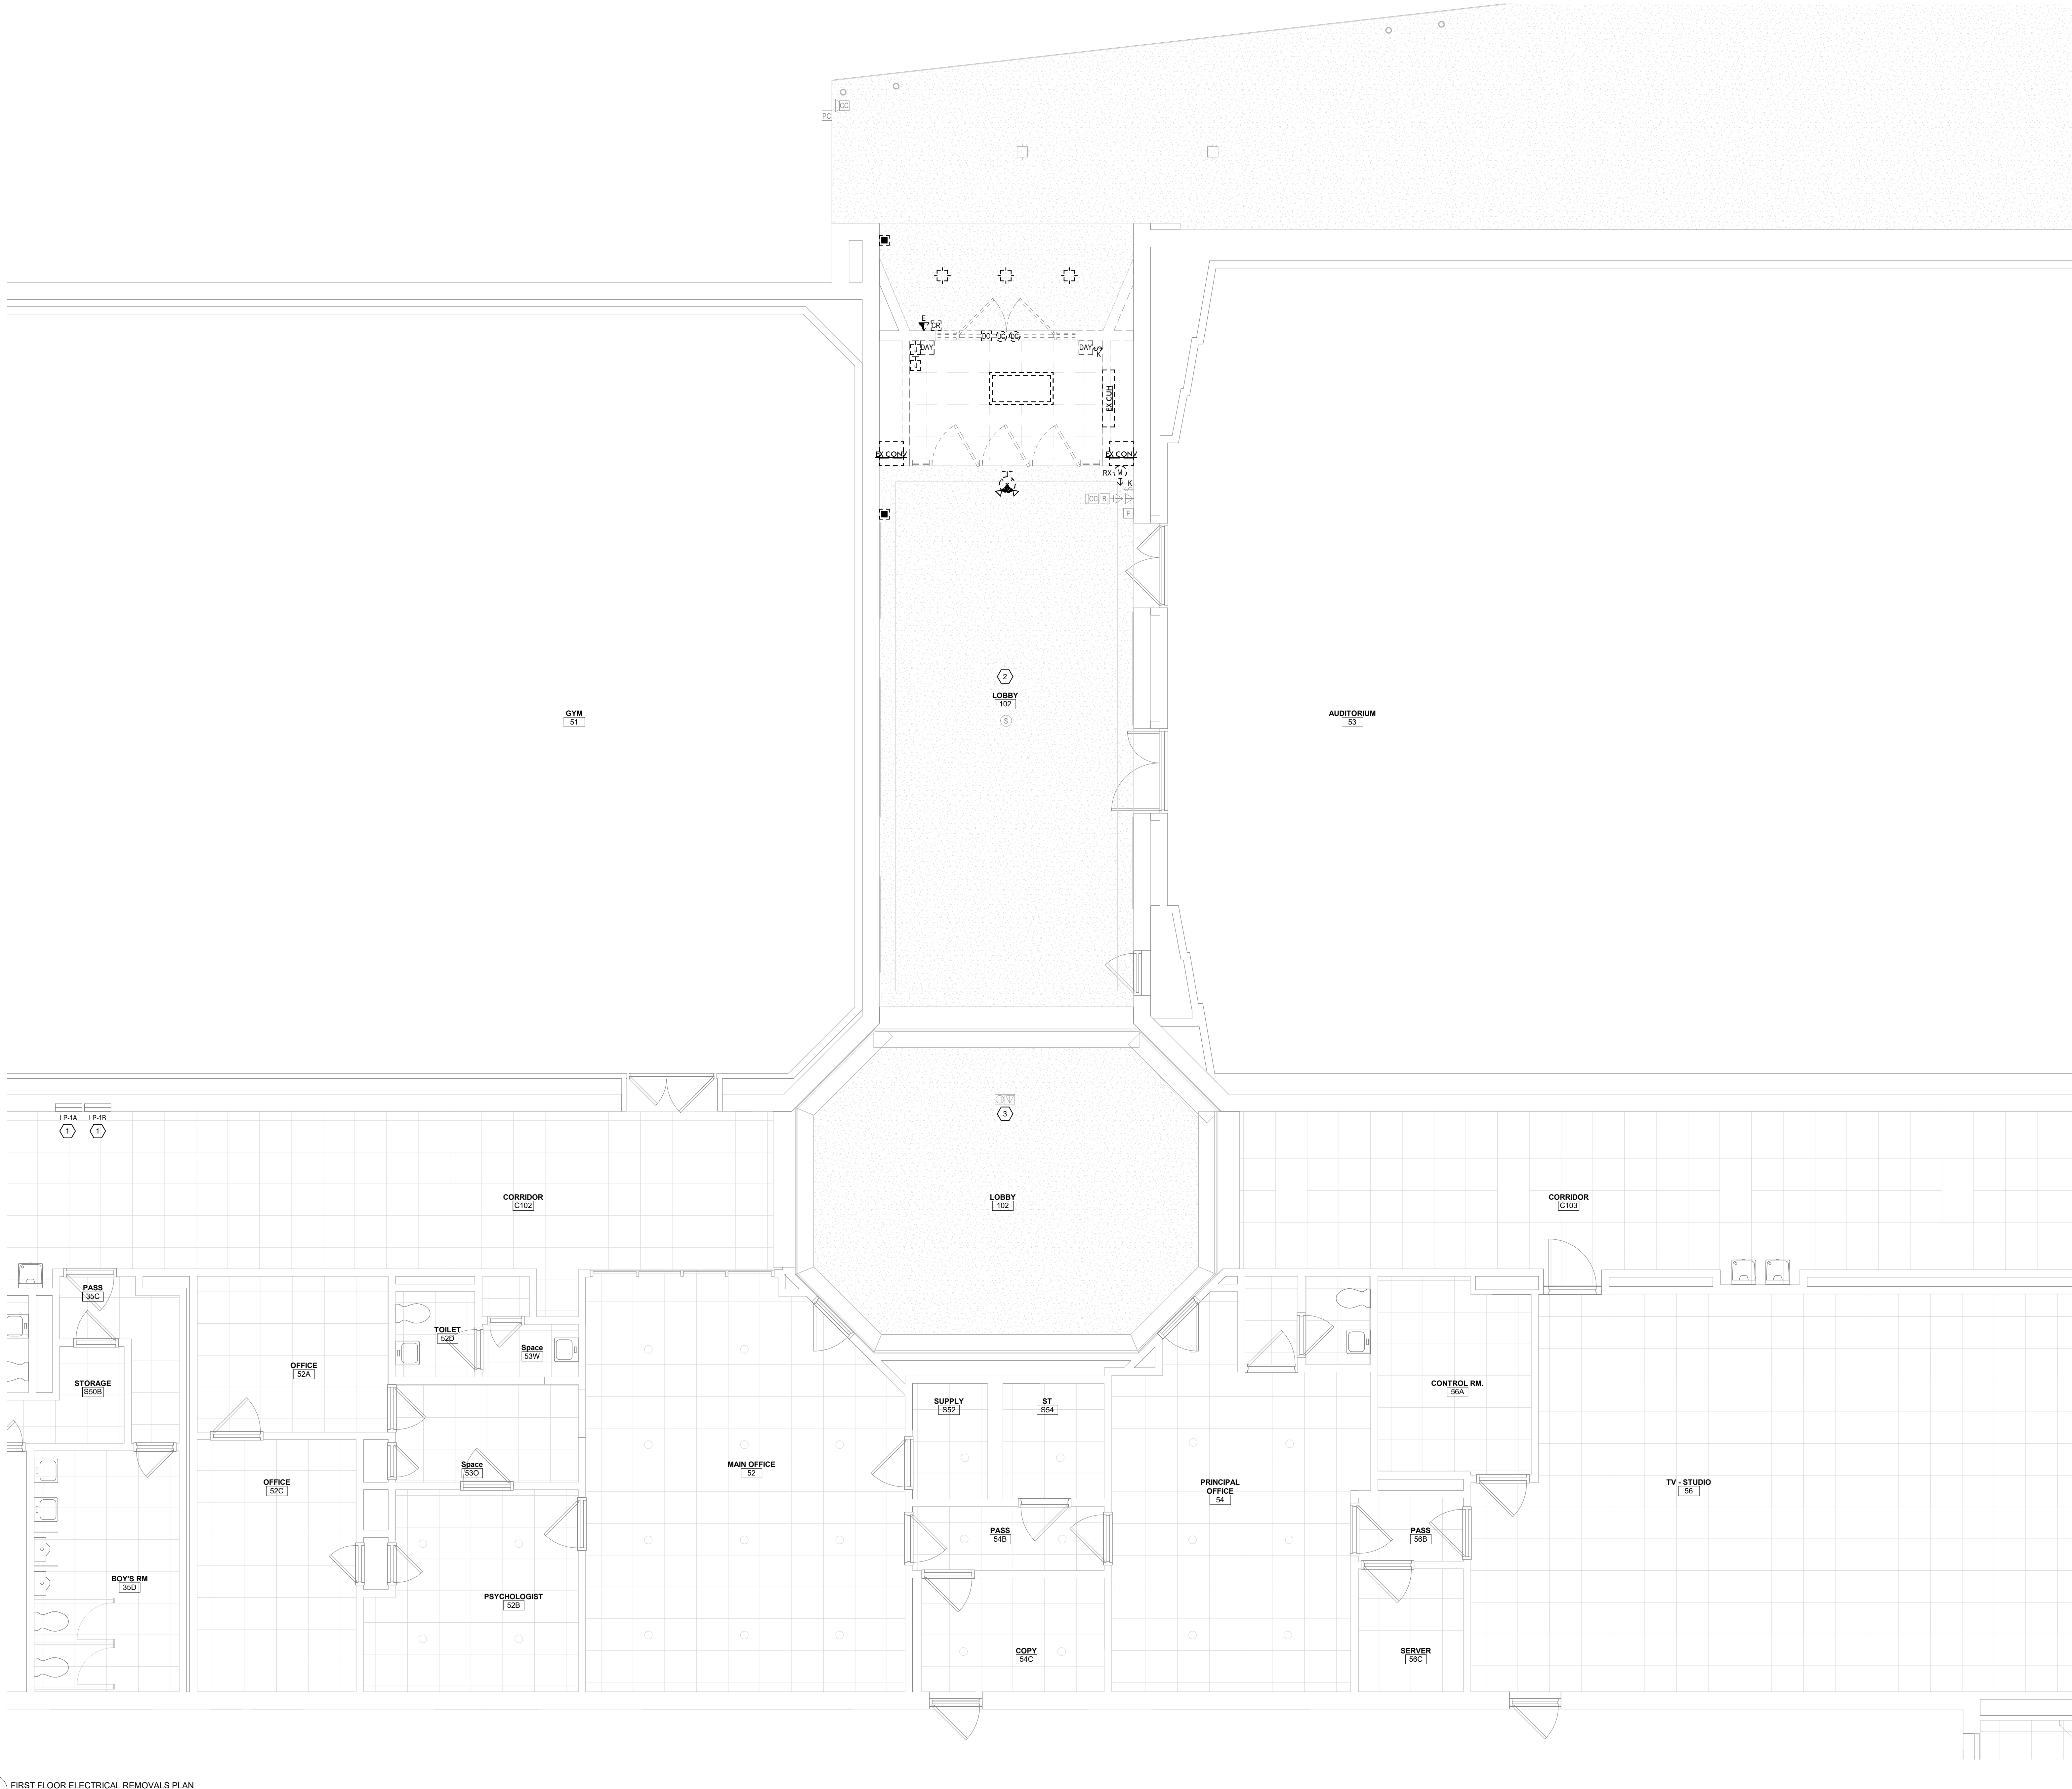 CC
PC
E
CR
DO
DC
DC
J
DAY
DAY
K
J
EX CUH
EX CONV
EX CONV
RX
M
K
CC
B
F
2
LOBBY
102
S
GYM
51
AUDITORIUM
53
LP-1A
LP-1B
1
1
3
CORRIDOR
C102
LOBBY
102
CORRIDOR
C103
PASS
35C
TOILET
52D
Space
53W
OFFICE
52A
STORAGE
S50B
SUPPLY
S52
ST
S54
CONTROL RM.
56A
Space
53O
MAIN OFFICE
52
OFFICE
52C
PRINCIPAL
OFFICE
54
TV - STUDIO
56
PASS
54B
PASS
56B
BOY'S RM
35D
PSYCHOLOGIST
52B
COPY
54C
SERVER
56C
FIRST FLOOR ELECTRICAL REMOVALS PLAN